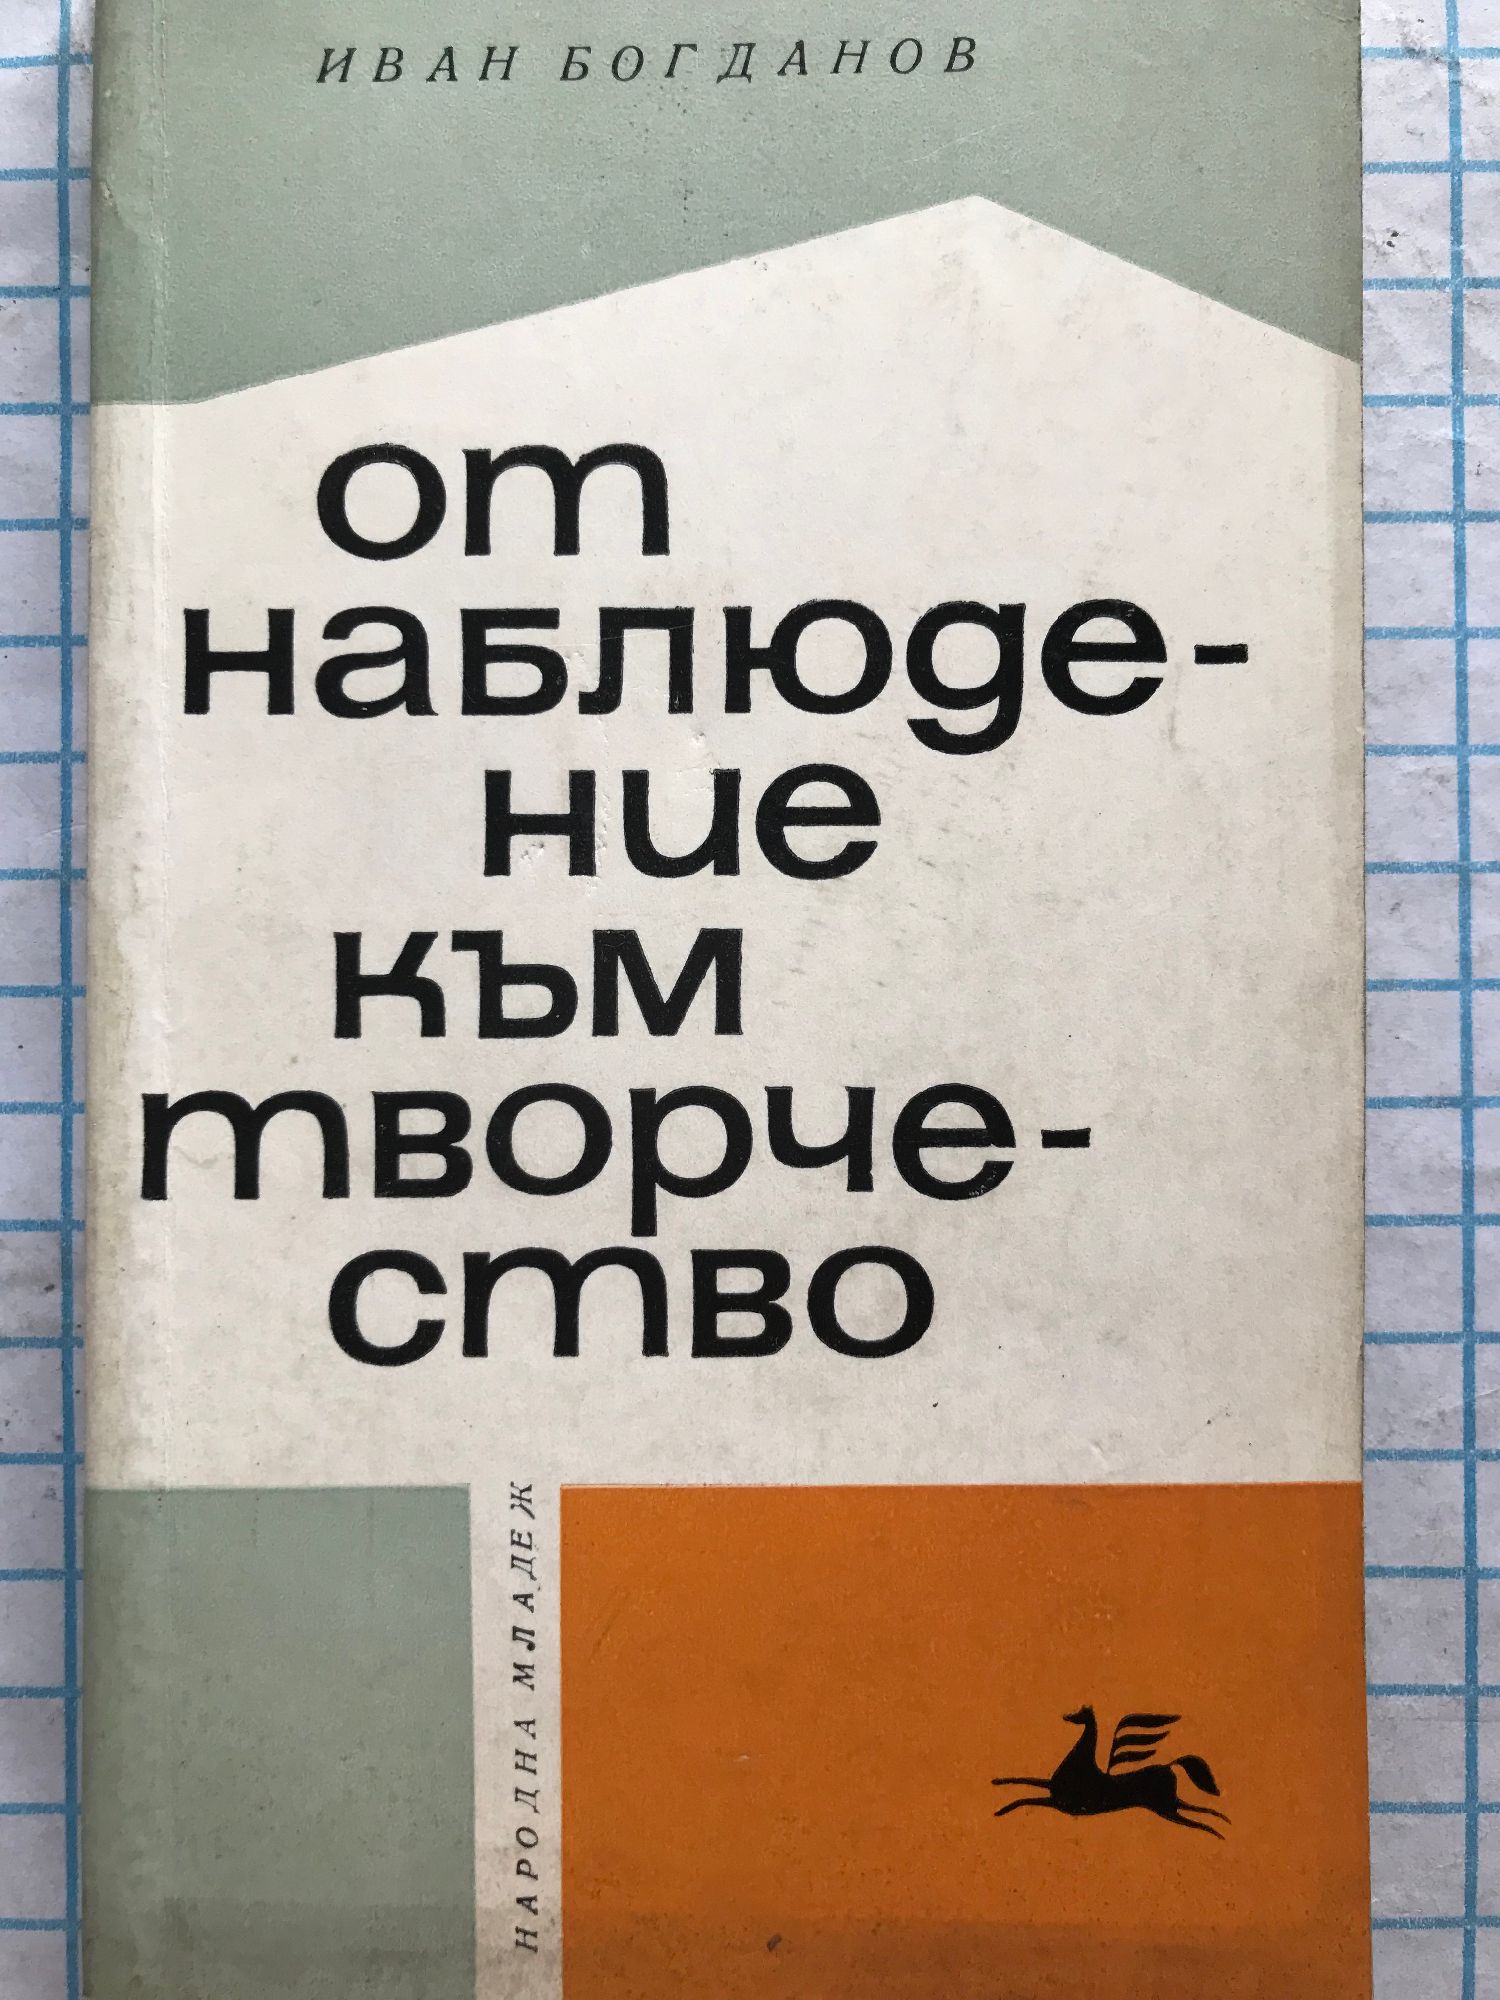 ИВАН БОГДАНОВ
от
наблюде-
ние
към
творче-
ство
НАРОДНА МЛАДЕЖ